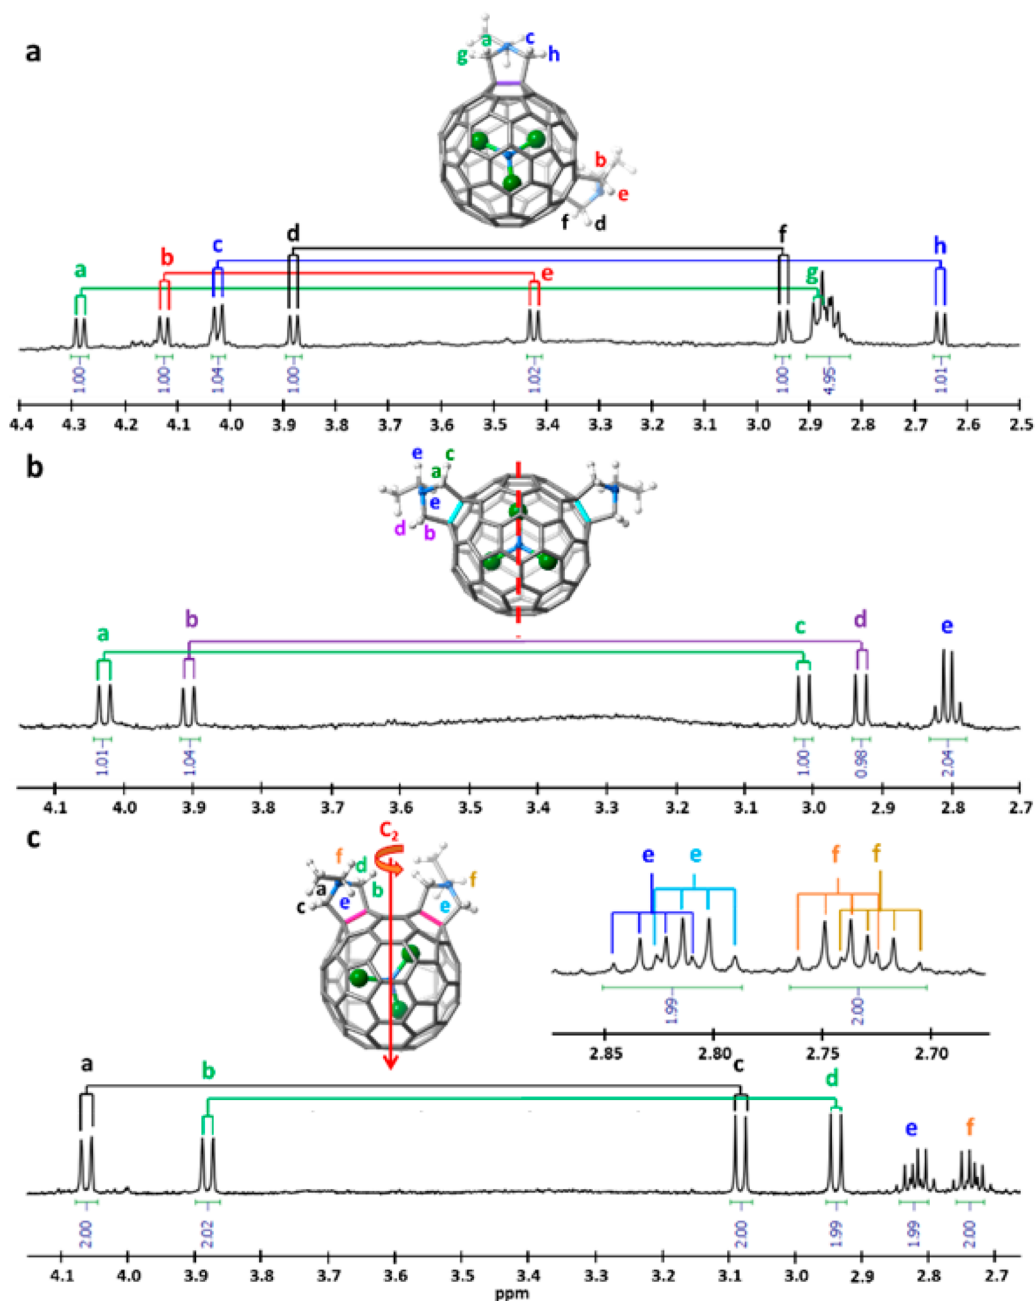 a
a c
g h
b
e
f d
a b c d e f g h
1.00 1.00 1.04 1.00 1.02 1.00 4.95 1.01
4.4 4.3 4.2 4.1 4.0 3.9 3.8 3.7 3.6 3.5 3.4 3.3 3.2 3.1 3.0 2.9 2.8 2.7 2.6 2.5
b
e c
a
e
d b
a b c d e
1.01 1.04 1.00 0.98 2.04
4.1 4.0 3.9 3.8 3.7 3.6 3.5 3.4 3.3 3.2 3.1 3.0 2.9 2.8 2.7
c
C2
f d
a b f
c e e
e e f f
1.99 2.00
2.85 2.80 2.75 2.70
a b c d e f
2.00 2.02 2.00 1.99 1.99 2.00
4.1 4.0 3.9 3.8 3.7 3.6 3.5 3.4 3.3 3.2 3.1 3.0 2.9 2.8 2.7
ppm